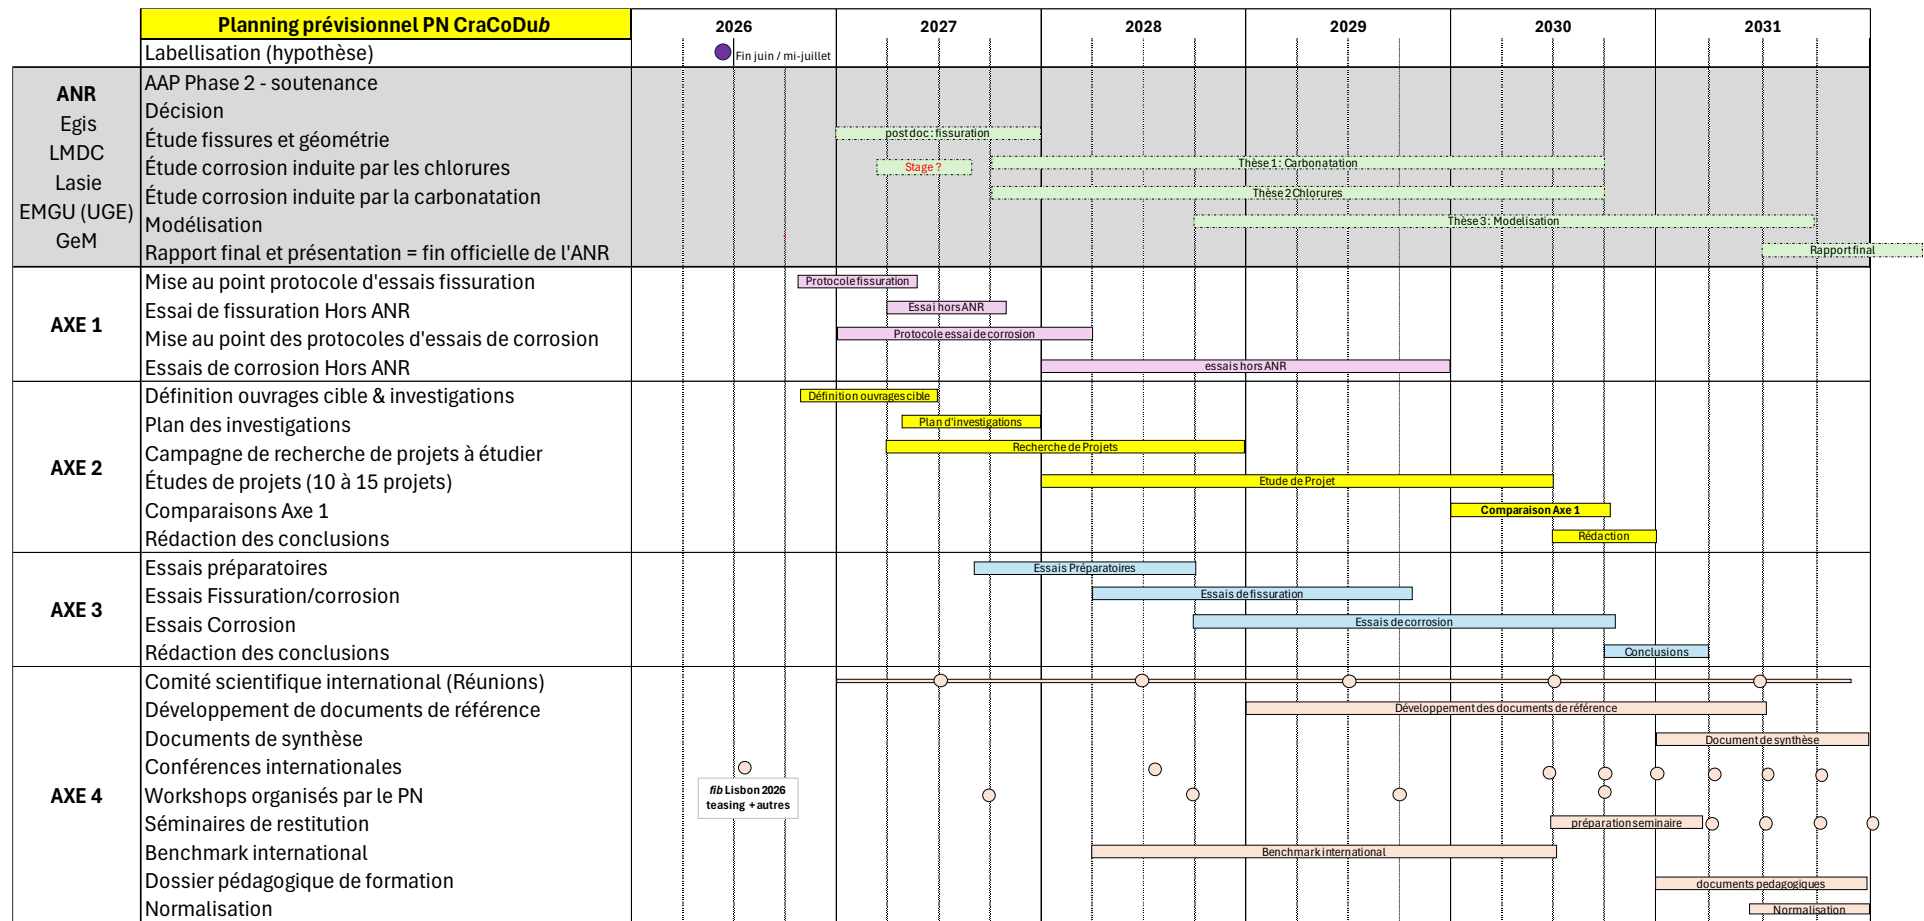 Planning prévisionnel PN CraCoDub 2026 2027 2028 2029 2030 2031
Labellisation (hypothèse) Fin juin / mi-juillet
ANR
Egis
LMDC
Lasie
EMGU (UGE)
GeM
AAP Phase 2 - soutenance
Décision
Étude fissures et géométrie post doc : fissuration
Étude corrosion induite par les chlorures Stage ? Thèse 1 : Carbonatation
Étude corrosion induite par la carbonatation Thèse 2 Chlorures
Modélisation Thèse 3 : Modelisation
Rapport final et présentation = fin officielle de l'ANR Rapport final
AXE 1
Mise au point protocole d'essais fissuration Protocole fissuration
Essai de fissuration Hors ANR Essai hors ANR
Mise au point des protocoles d'essais de corrosion Protocole essai de corrosion
Essais de corrosion Hors ANR essais hors ANR
AXE 2
Définition ouvrages cible & investigations Définition ouvrages cible
Plan des investigations Plan d'investigations
Campagne de recherche de projets à étudier Recherche de Projets
Études de projets (10 à 15 projets) Etude de Projet
Comparaisons Axe 1 Comparaison Axe 1
Rédaction des conclusions Rédaction
AXE 3
Essais préparatoires Essais Préparatoires
Essais Fissuration/corrosion Essais de fissuration
Essais Corrosion Essais de corrosion
Rédaction des conclusions Conclusions
AXE 4
Comité scientifique international (Réunions)
Développement de documents de référence Développement des documents de référence
Documents de synthèse Document de synthèse
Conférences internationales
fib Lisbon 2026
teasing + autres
Workshops organisés par le PN
Séminaires de restitution préparation seminaire
Benchmark international Benchmark international
Dossier pédagogique de formation documents pedagogiques
Normalisation Normalisation